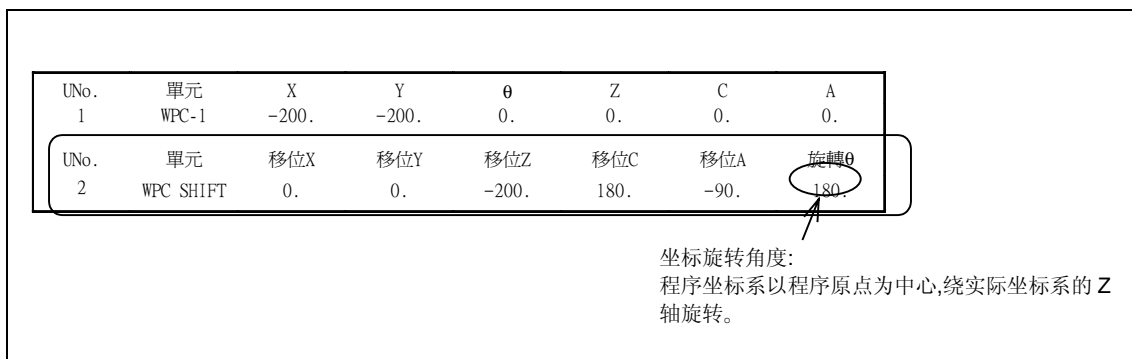 UNo. 單元 X Y θ Z C A
1 WPC-1 -200. -200. 0. 0. 0. 0.
UNo. 單元 移位X 移位Y 移位Z 移位C 移位A 旋轉θ
2 WPC SHIFT 0. 0. -200. 180. -90. 180.
坐标旋转角度:
程序坐标系以程序原点为中心,绕实际坐标系的 Z
轴旋转。